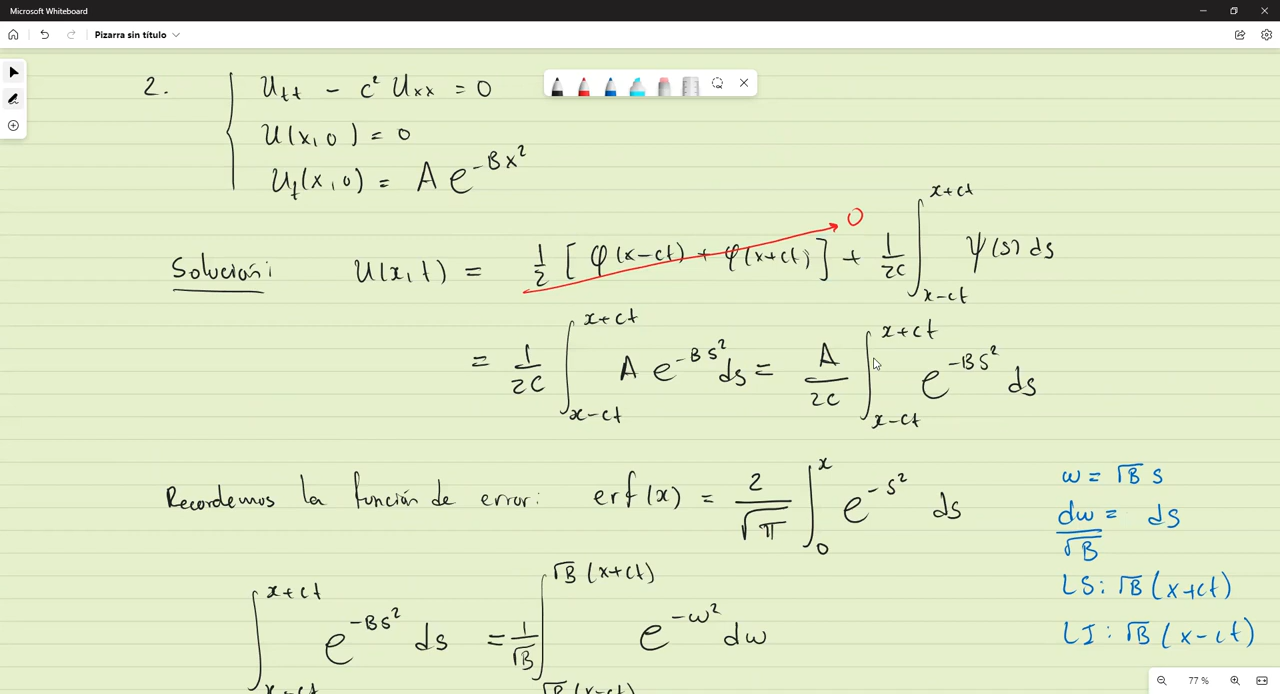 Microsoft Whiteboard
Pizarra sin título
2. { U_tt - c² U_xx = 0
U(x,0) = 0
U_t(x,0) = A e^{-Bx²}
Solución: U(x,t) = 1/2 [φ(x-ct) + φ(x+ct)] → 0 + 1/2c ∫_{x-ct}^{x+ct} ψ(s) ds
= 1/2c ∫_{x-ct}^{x+ct} A e^{-Bs²} ds = A/2c ∫_{x-ct}^{x+ct} e^{-Bs²} ds
Recordemos la función de error: erf(x) = 2/√π ∫_0^x e^{-s²} ds
∫_{x-ct}^{x+ct} e^{-Bs²} ds = 1/√B ∫_{√B(x-ct)}^{√B(x+ct)} e^{-w²} dw
w = √B s
dw/√B = ds
LS: √B (x+ct)
LI: √B (x-ct)
77 %